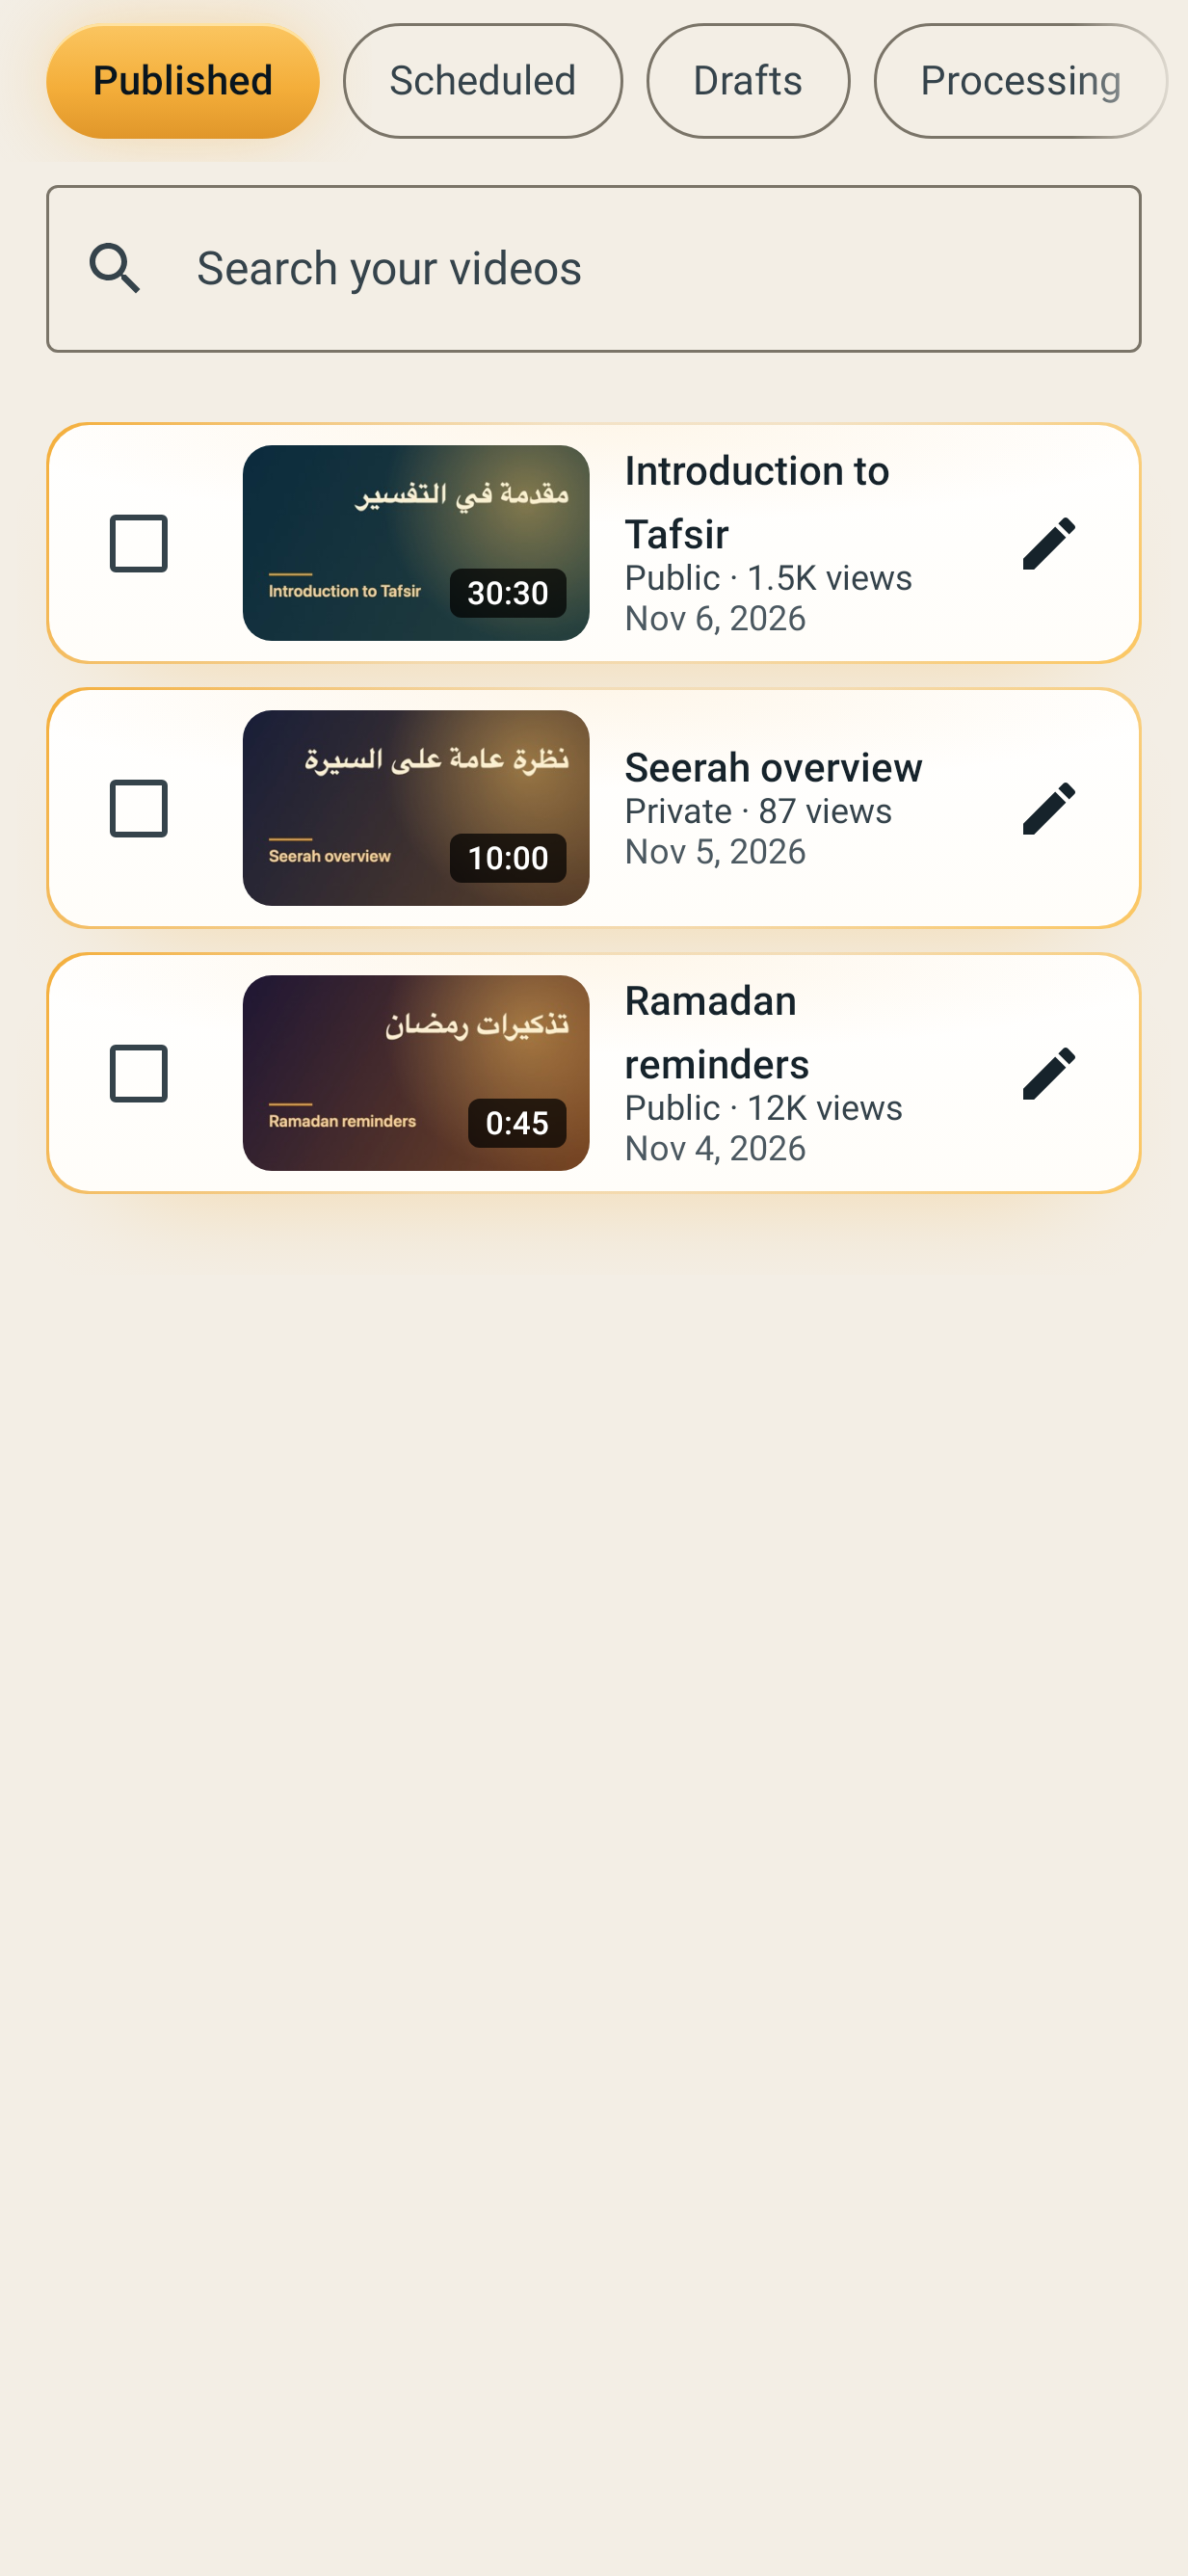 Published
Scheduled
Drafts
Processing
Search your videos
مقدمة في التفسير
Introduction to Tafsir
30:30
Introduction to
Tafsir
Public · 1.5K views
Nov 6, 2026
نظرة عامة على السيرة
Seerah overview
10:00
Seerah overview
Private · 87 views
Nov 5, 2026
تذكيرات رمضان
Ramadan reminders
0:45
Ramadan
reminders
Public · 12K views
Nov 4, 2026